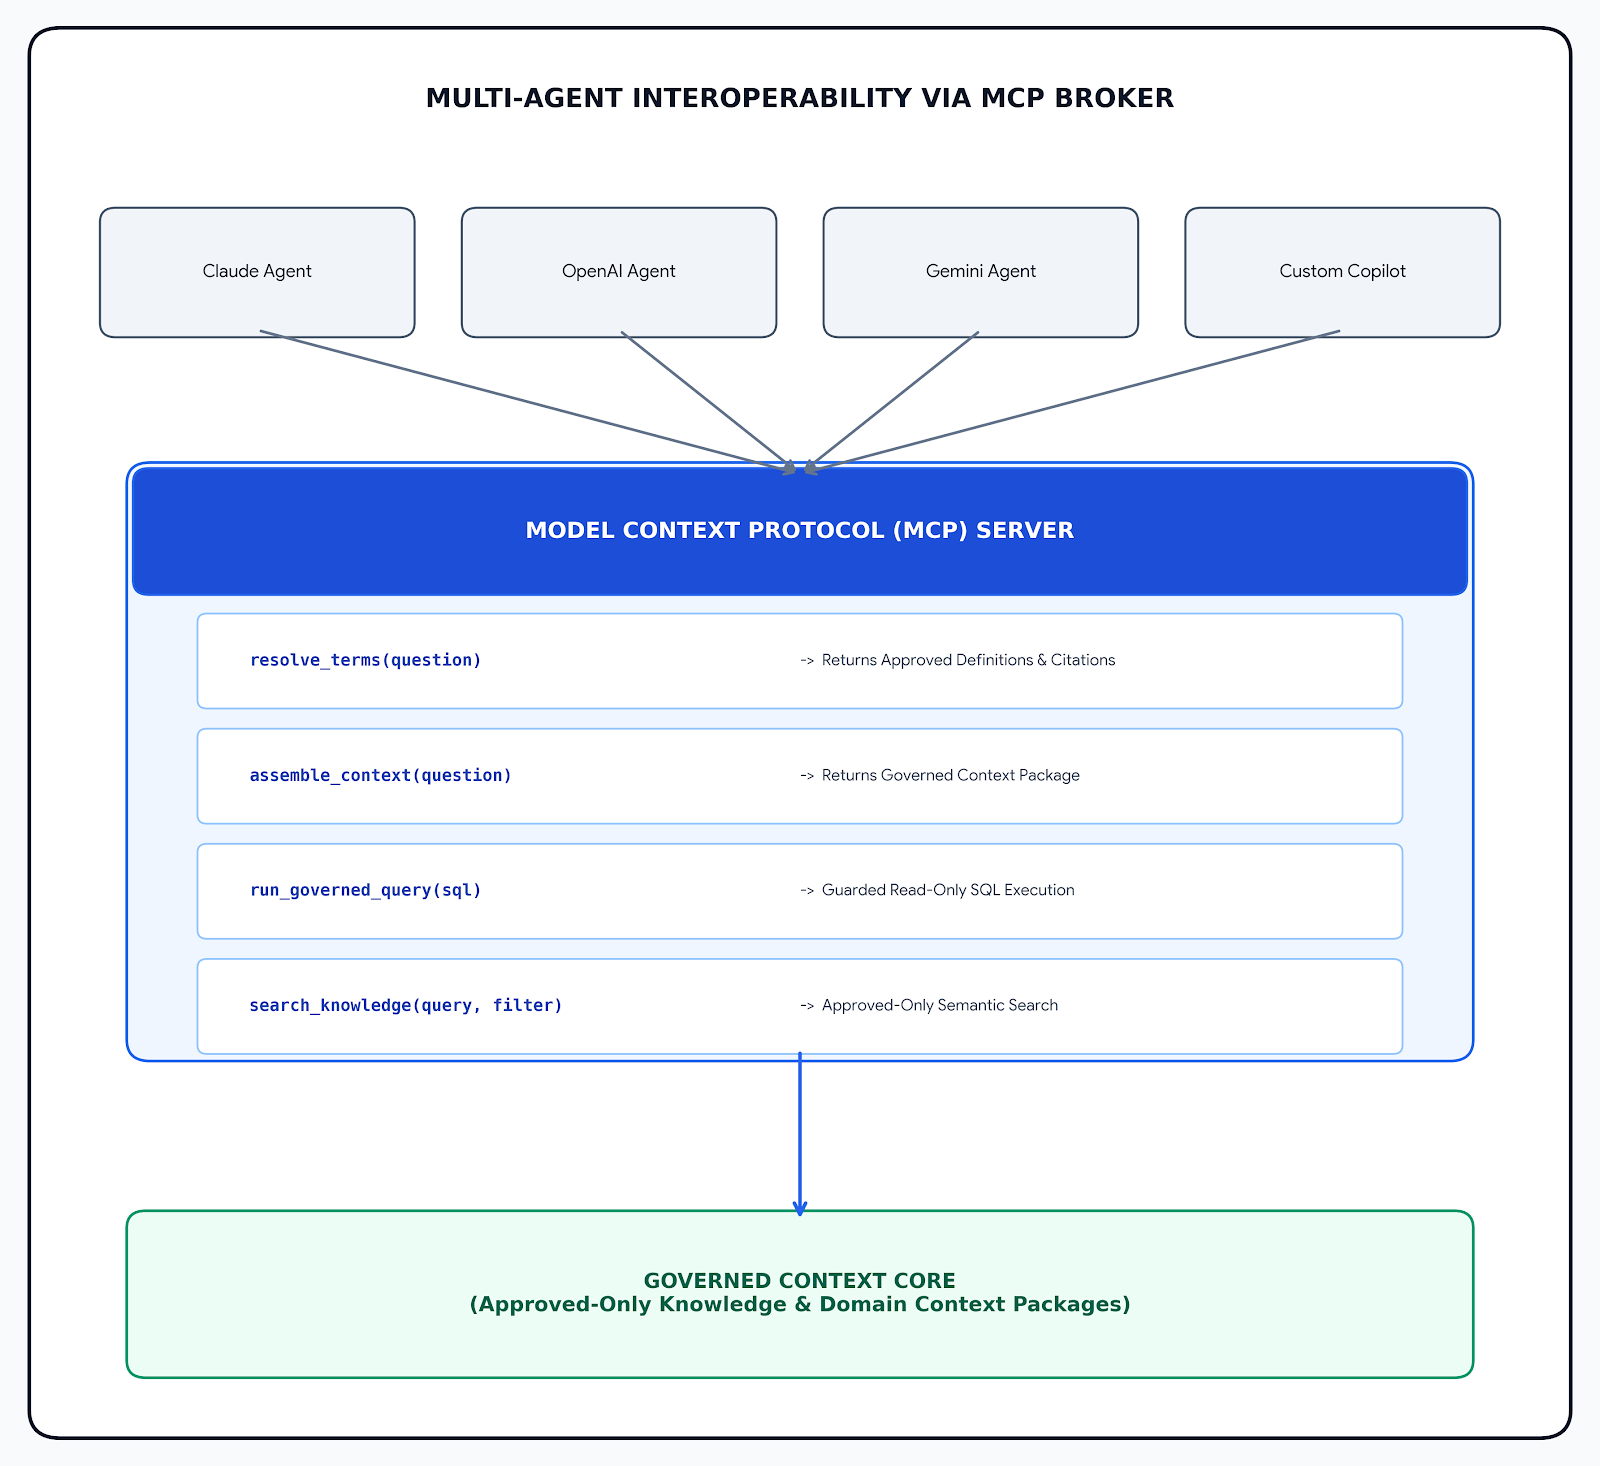 MULTI-AGENT INTEROPERABILITY VIA MCP BROKER
Claude Agent
OpenAI Agent
Gemini Agent
Custom Copilot
MODEL CONTEXT PROTOCOL (MCP) SERVER
resolve_terms(question) -> Returns Approved Definitions & Citations
assemble_context(question) -> Returns Governed Context Package
run_governed_query(sql) -> Guarded Read-Only SQL Execution
search_knowledge(query, filter) -> Approved-Only Semantic Search
GOVERNED CONTEXT CORE
(Approved-Only Knowledge & Domain Context Packages)